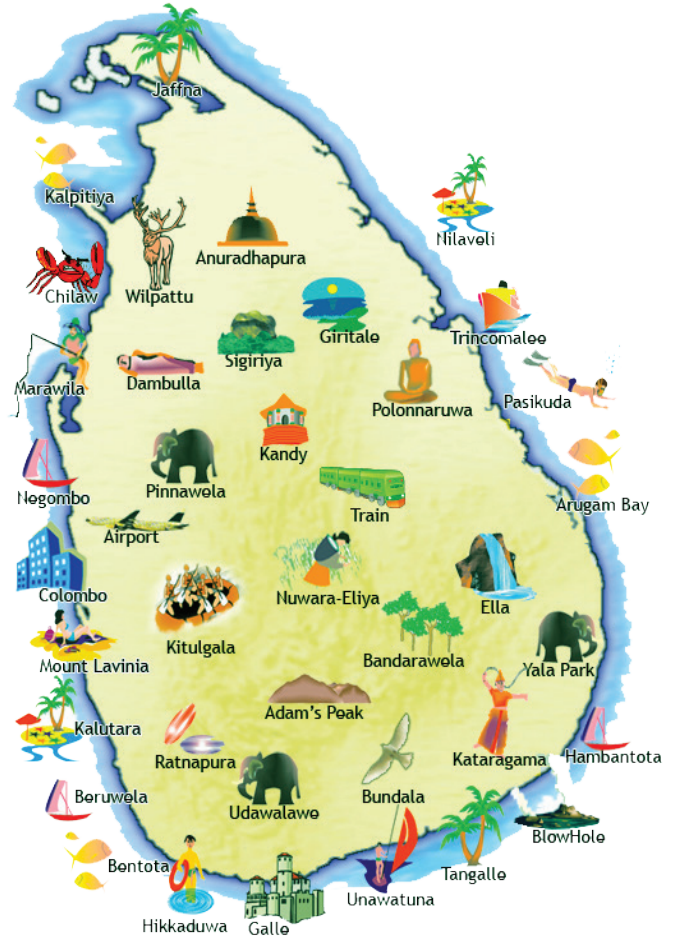 Jaffna
Kalpitiya
Nilaveli
Anuradhapura
Chilaw
Wilpattu
Giritale
Trincomalee
Sigiriya
Dambulla
Marawila
Polonnaruwa
Pasikuda
Kandy
Pinnawela
Negombo
Arugam Bay
Train
Airport
Colombo
Nuwara-Eliya
Ella
Kitulgala
Bandarawela
Mount Lavinia
Yala Park
Adam's Peak
Kalutara
Ratnapura
Kataragama
Hambantota
Beruwela
Udawalawe
Bundala
BlowHole
Bentota
Tangalle
Unawatuna
Hikkaduwa
Galle